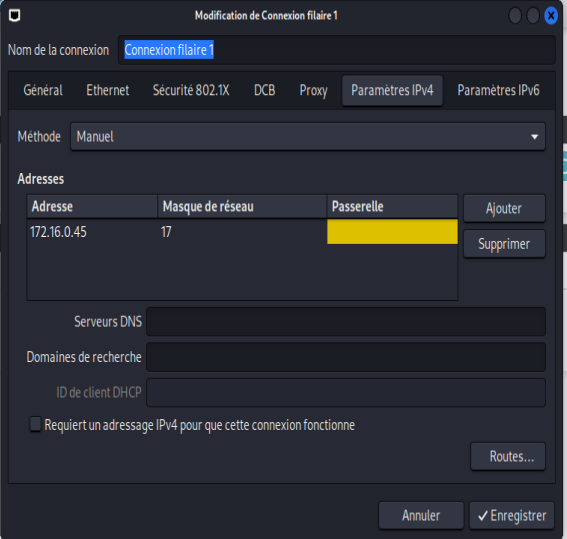 Modification de Connexion filaire 1
Nom de la connexion Connexion filaire 1
Général Ethernet Sécurité 802.1X DCB Proxy Paramètres IPv4 Paramètres IPv6
Méthode Manuel
Adresses
Adresse Masque de réseau Passerelle Ajouter
172.16.0.45 17
Supprimer
Serveurs DNS
Domaines de recherche
ID de client DHCP
Requiert un adressage IPv4 pour que cette connexion fonctionne
Routes...
Annuler Enregistrer